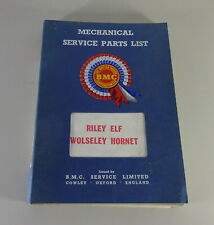 MECHANICAL
SERVICE PARTS LIST
BMC
RILEY ELF
WOLSELEY HORNET
Issued by
B.M.C. SERVICE LIMITED
COWLEY · OXFORD · ENGLAND